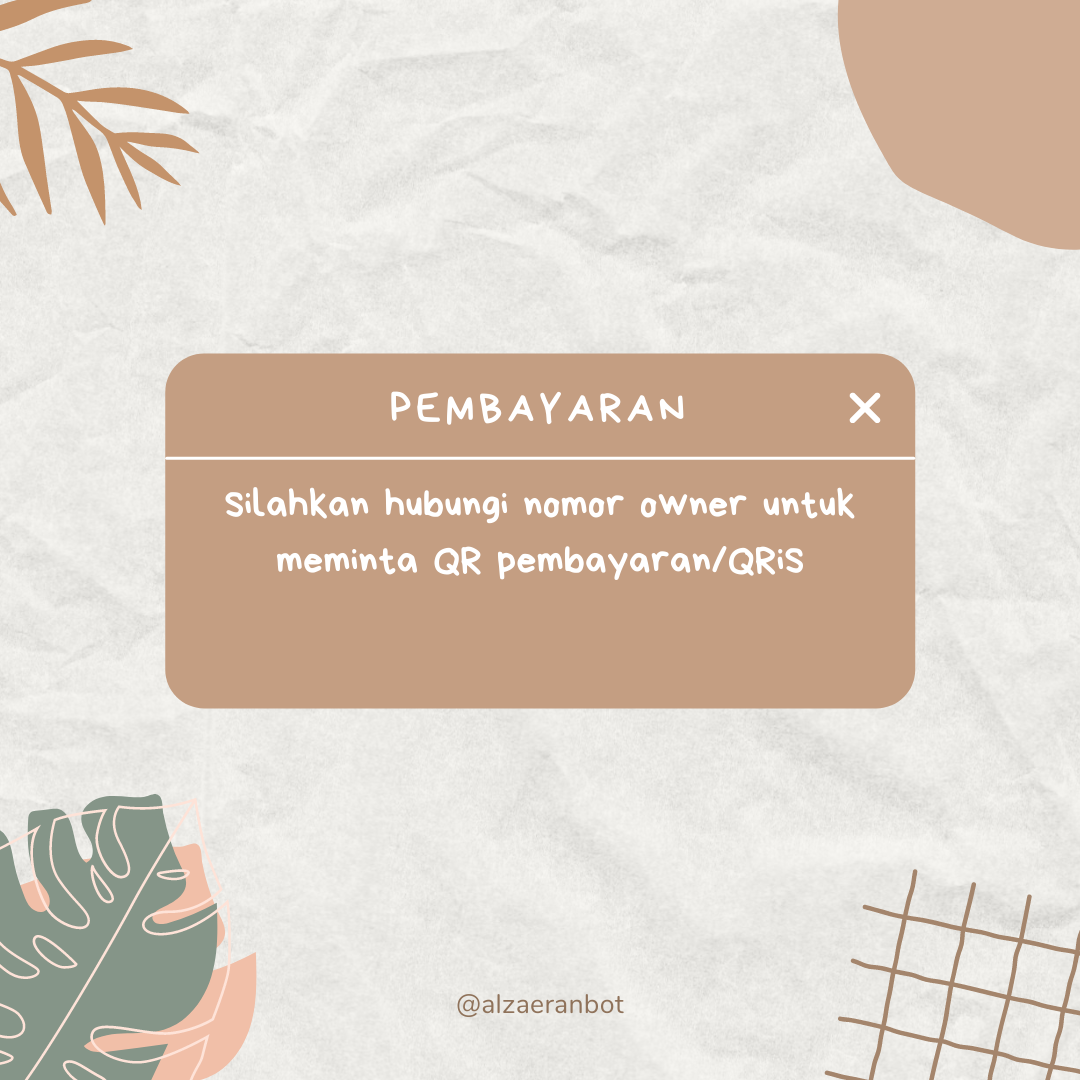 PEMBAYARAN
Silahkan hubungi nomor owner untuk
meminta QR pembayaran/QRiS
@alzaeranbot